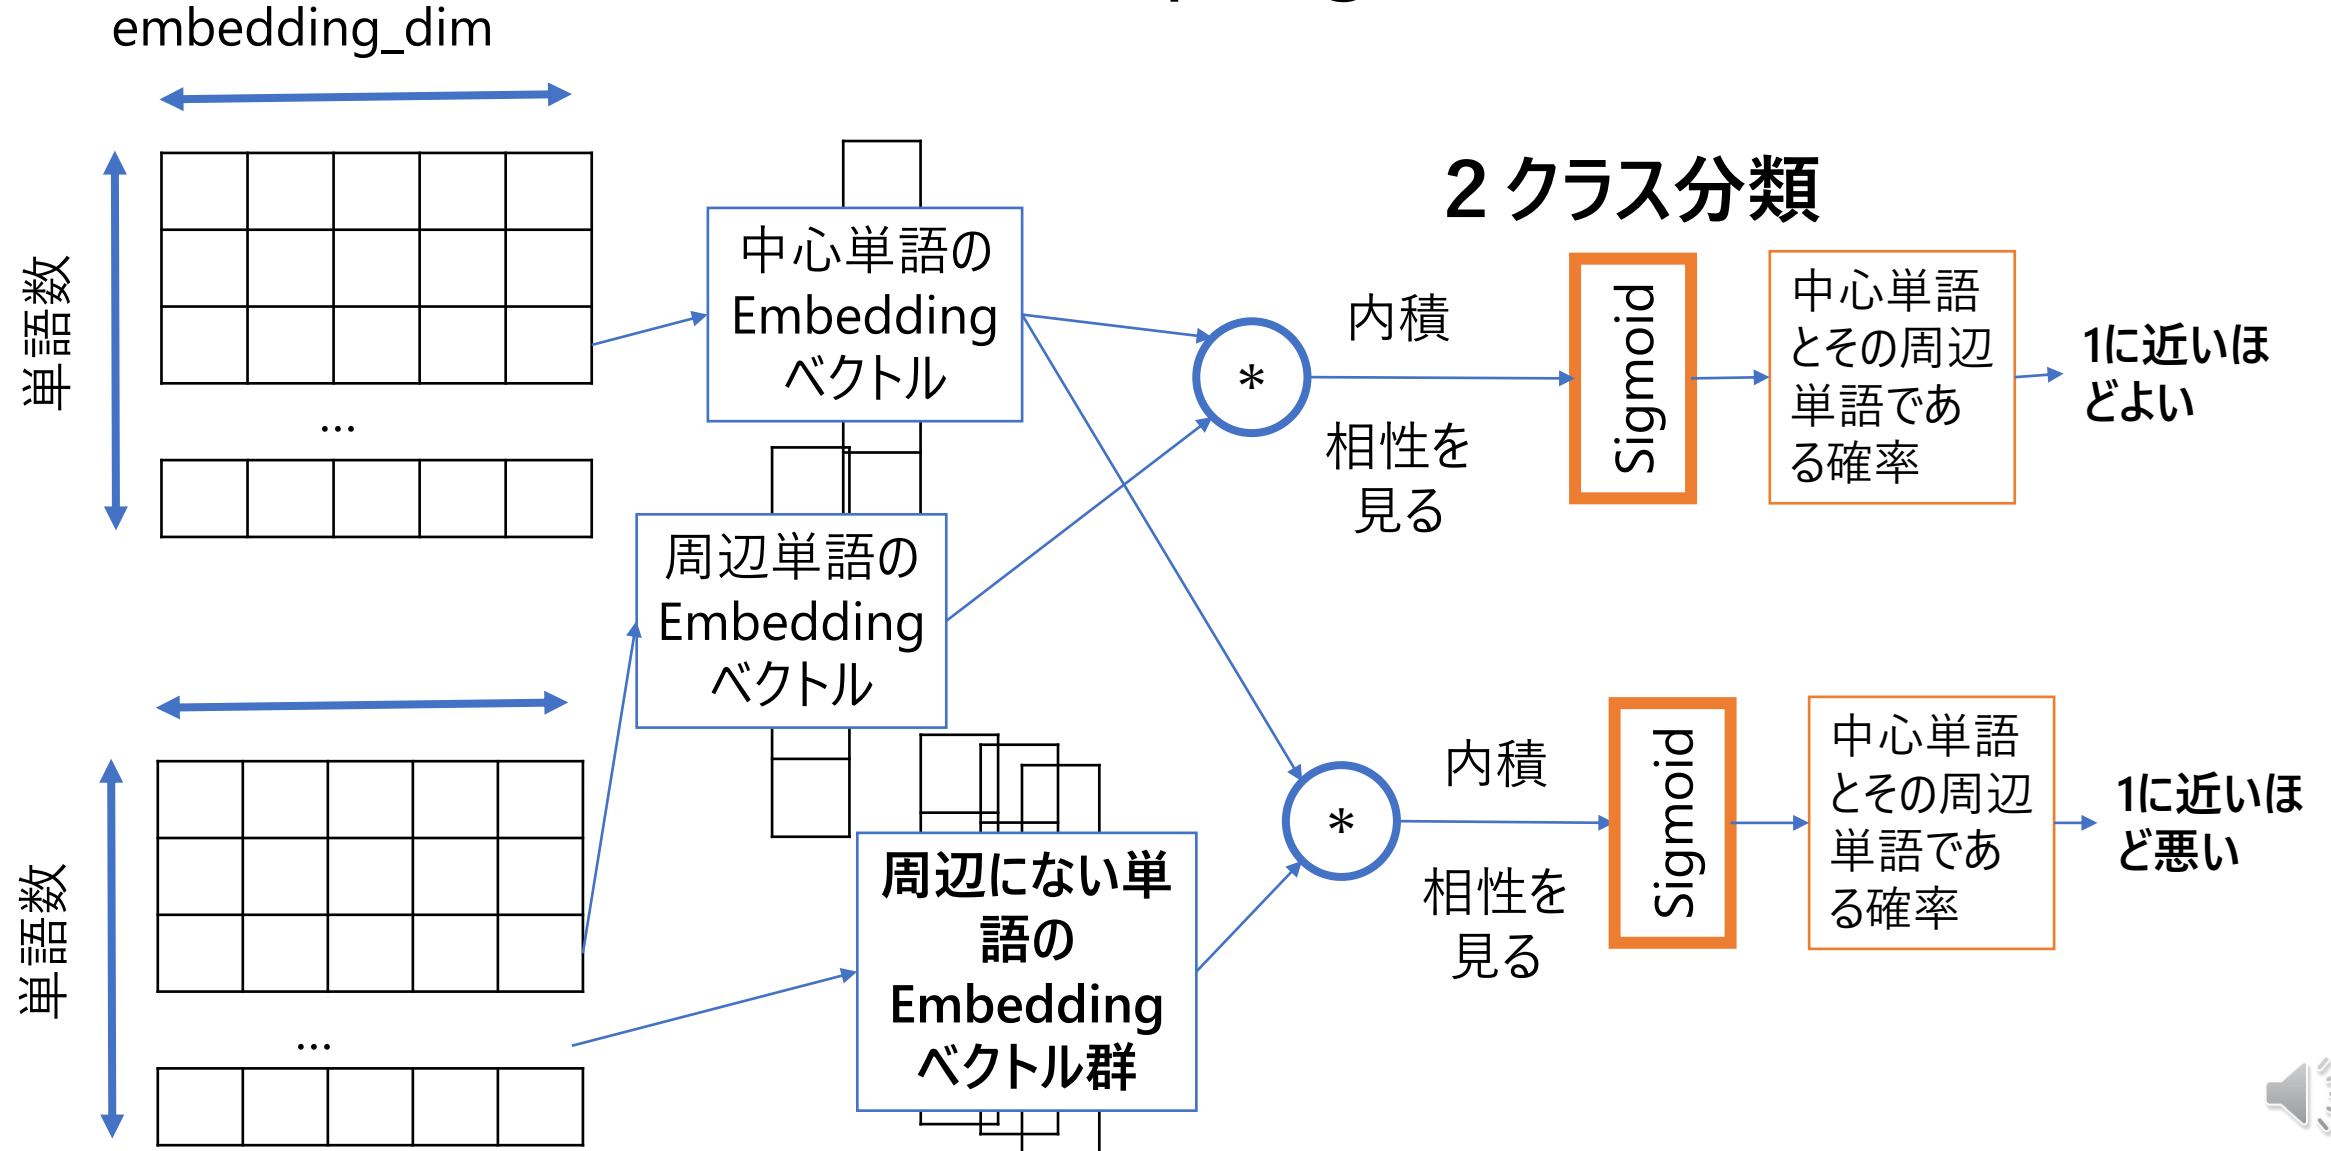 embedding_dim
単語数
...
中心単語の
Embedding
ベクトル
周辺単語の
Embedding
ベクトル
*
内積
相性を
見る
2クラス分類
Sigmoid
中心単語
とその周辺
単語であ
る確率
1に近いほ
どよい
単語数
...
周辺にない単
語の
Embedding
ベクトル群
*
内積
相性を
見る
Sigmoid
中心単語
とその周辺
単語であ
る確率
1に近いほ
ど悪い